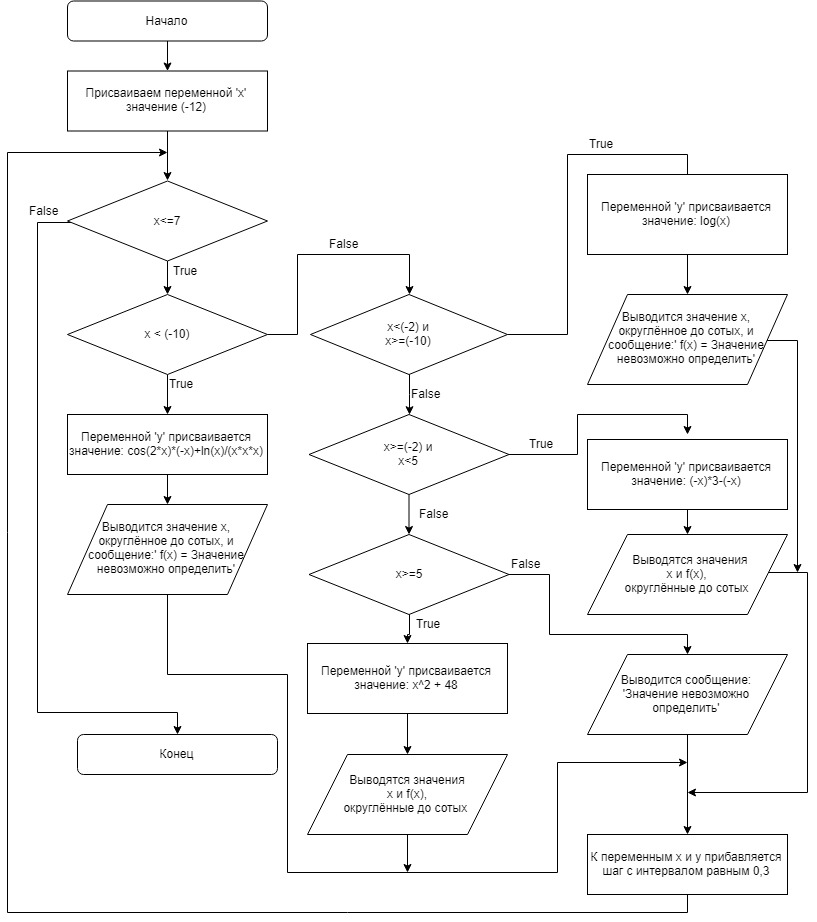 Начало
Присваиваем переменной 'x'
значение (-12)
True
False
x<=7
Переменной 'y' присваивается
значение: log(x)
True
False
x < (-10)
x<(-2) и
x>=(-10)
Выводится значение x,
округлённое до сотых, и
сообщение:' f(x) = Значение
невозможно определить'
True
False
Переменной 'y' присваивается
значение: cos(2*x)*(-x)+ln(x)/(x*x*x)
x>=(-2) и
x<5
True
Переменной 'y' присваивается
значение: (-x)*3-(-x)
False
Выводится значение x,
округлённое до сотых, и
сообщение:' f(x) = Значение
невозможно определить'
x>=5
False
Выводятся значения
x и f(x),
округлённые до сотых
True
Переменной 'y' присваивается
значение: x^2 + 48
Выводится сообщение:
'Значение невозможно
определить'
Конец
Выводятся значения
x и f(x),
округлённые до сотых
К переменным x и y прибавляется
шаг с интервалом равным 0,3